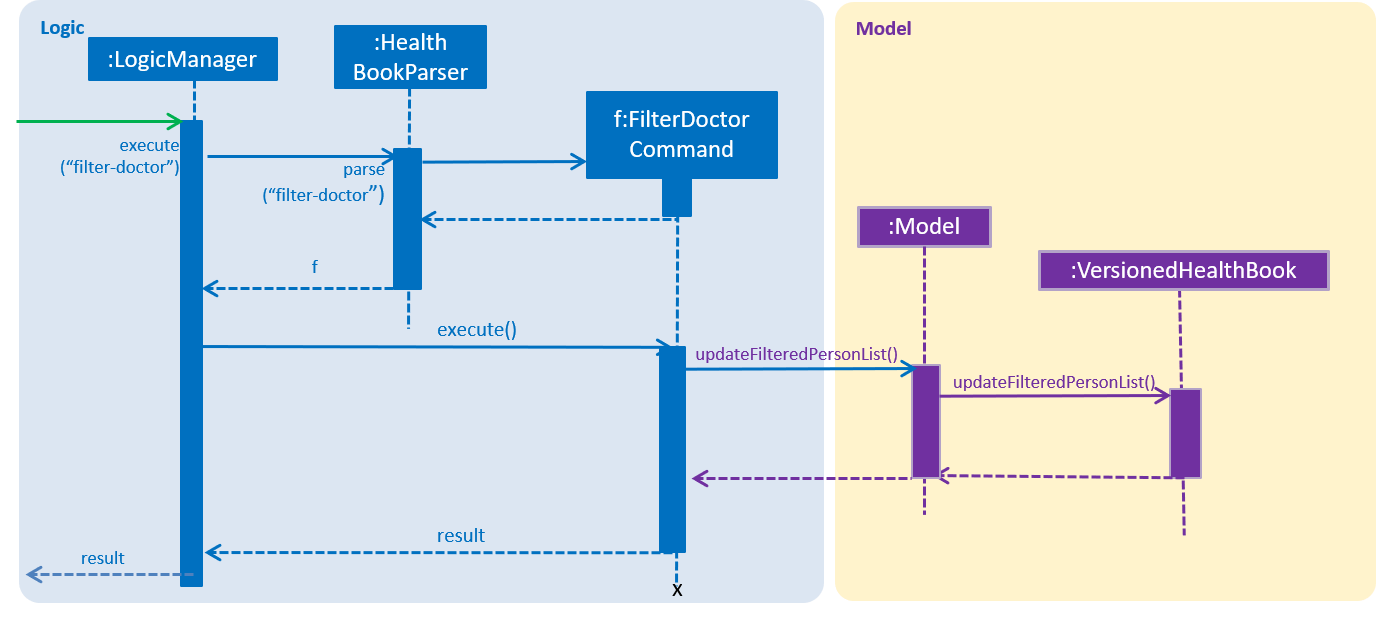 Logic
Model
:LogicManager
:Health
BookParser
f:FilterDoctor
Command
execute
(“filter-doctor”)
parse
(“filter-doctor”)
:Model
:VersionedHealthBook
f
execute()
updateFilteredPersonList()
updateFilteredPersonList()
result
result
X